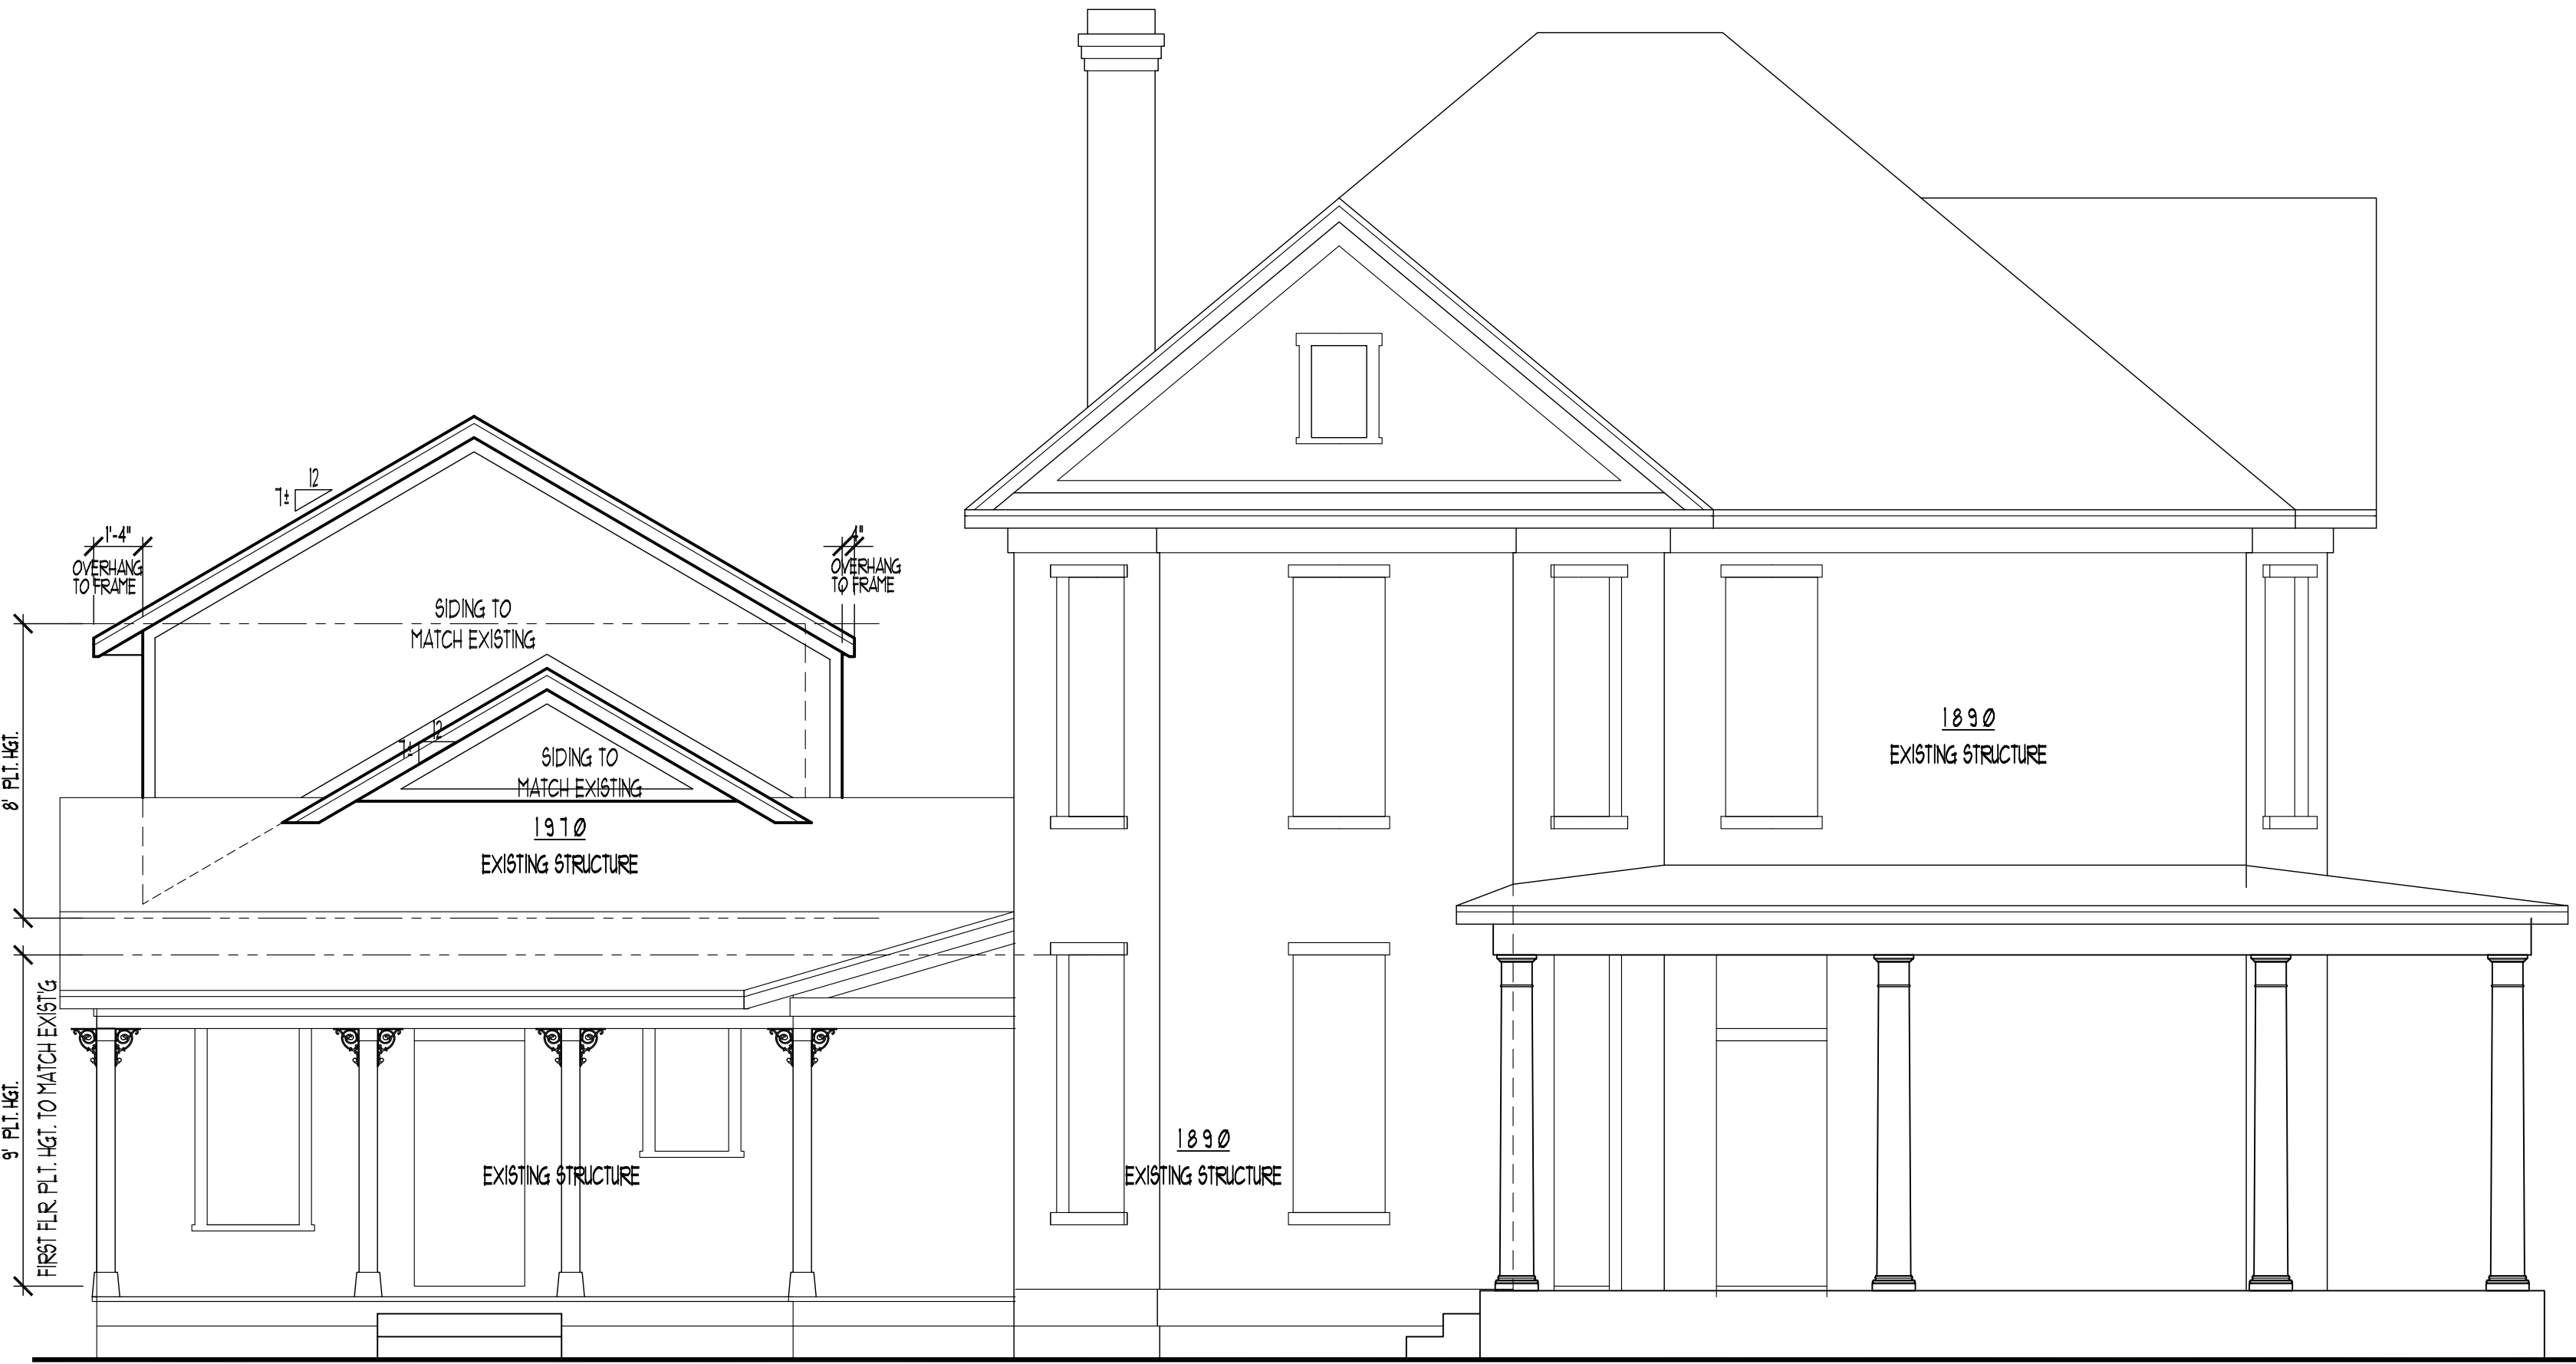 12
7±
1'-4"
OVERHANG
TO FRAME
4"
OVERHANG
TO FRAME
SIDING TO
MATCH EXISTING
12
7±
SIDING TO
MATCH EXISTING
1970
EXISTING STRUCTURE
8' PLT. HGT.
9' PLT. HGT.
FIRST FLR. PLT. HGT. TO MATCH EXIST'G
EXISTING STRUCTURE
1890
EXISTING STRUCTURE
1890
EXISTING STRUCTURE